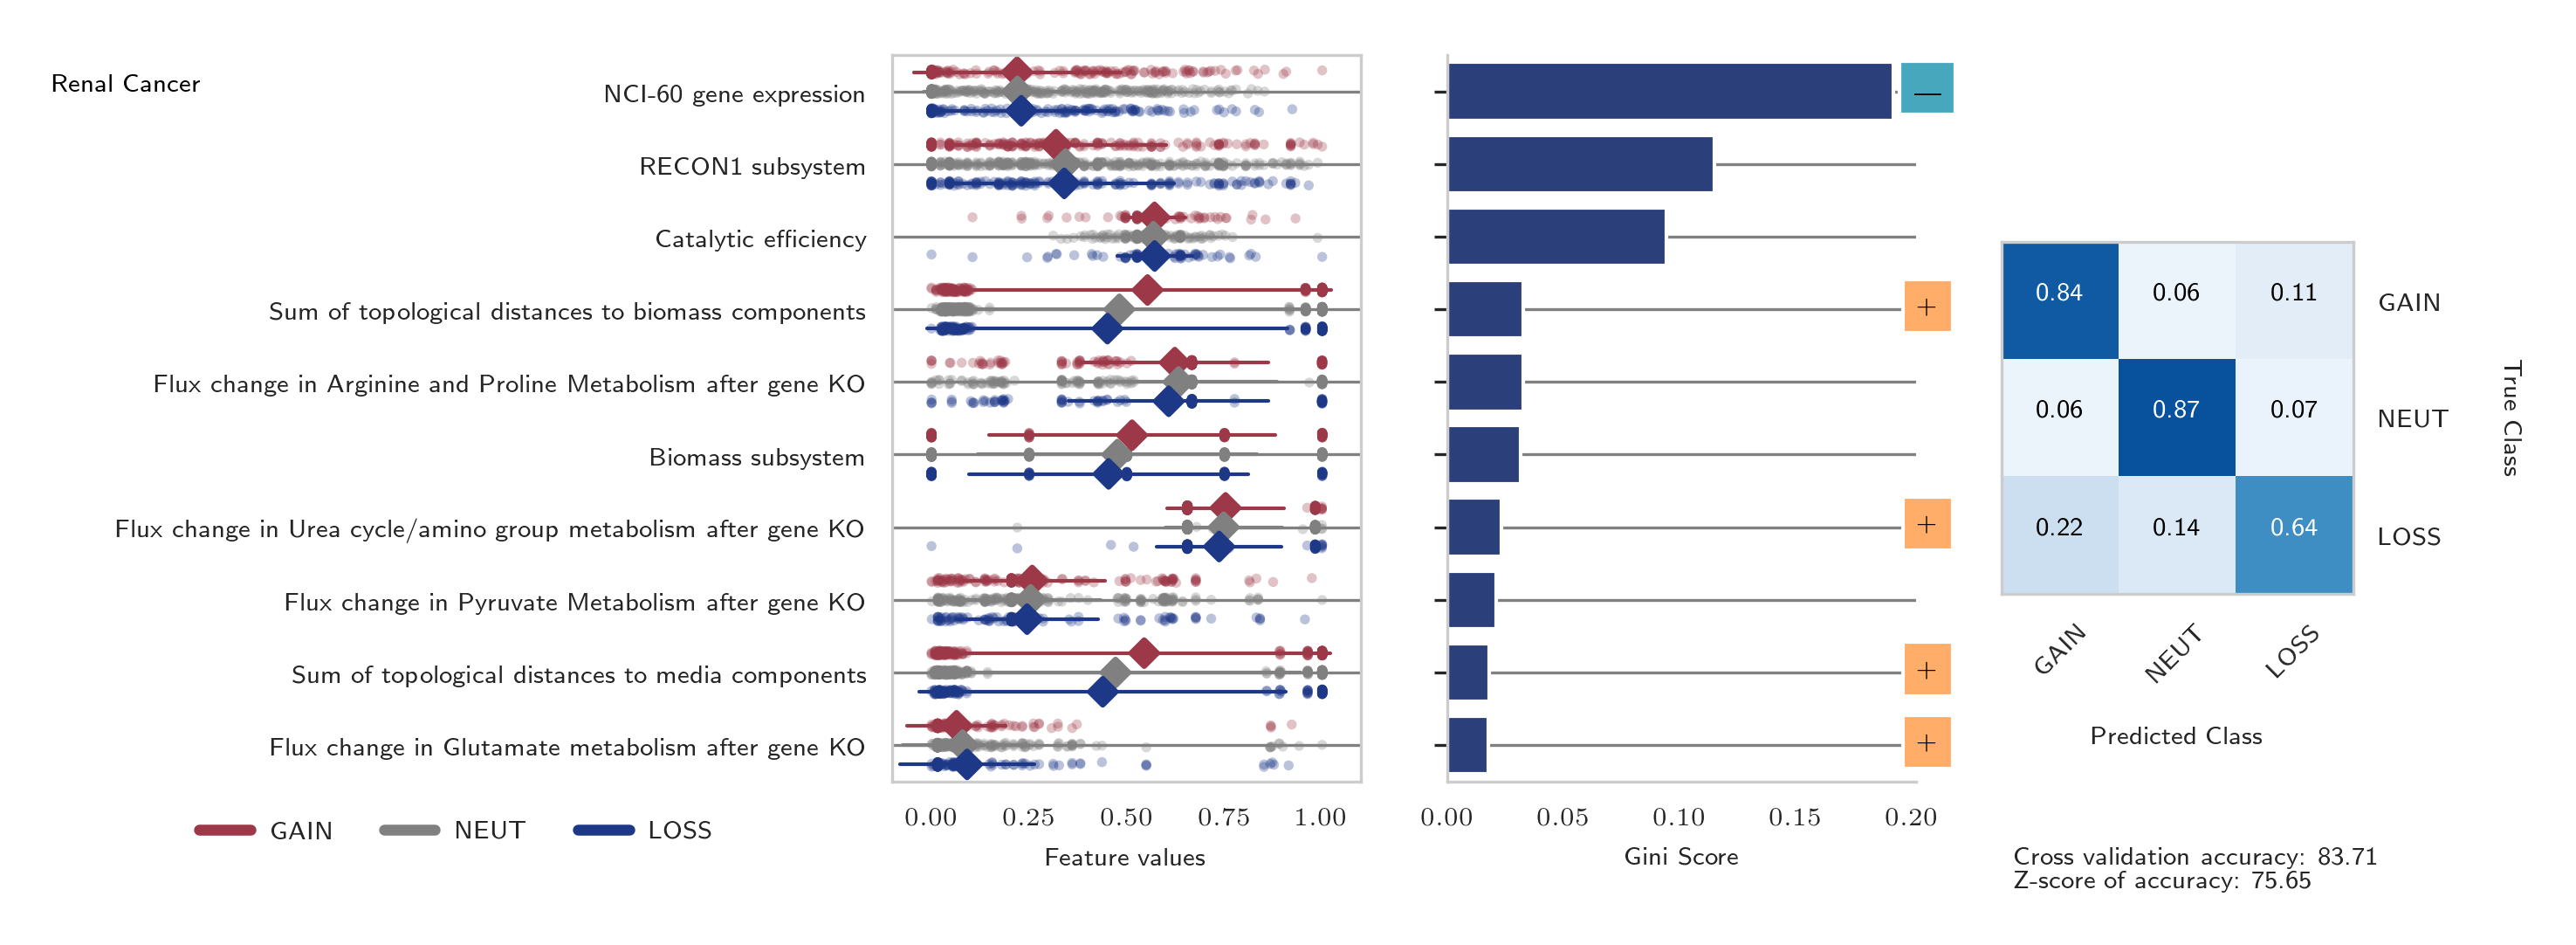 Renal Cancer
NCI-60 gene expression
RECON1 subsystem
Catalytic efficiency
Sum of topological distances to biomass components
Flux change in Arginine and Proline Metabolism after gene KO
Biomass subsystem
Flux change in Urea cycle/amino group metabolism after gene KO
Flux change in Pyruvate Metabolism after gene KO
Sum of topological distances to media components
Flux change in Glutamate metabolism after gene KO
GAIN NEUT LOSS
0.00 0.25 0.50 0.75 1.00
Feature values
—
+
+
+
+
0.00 0.05 0.10 0.15 0.20
Gini Score
0.84 0.06 0.11 GAIN
0.06 0.87 0.07 NEUT
0.22 0.14 0.64 LOSS
True Class
GAIN NEUT LOSS
Predicted Class
Cross validation accuracy: 83.71
Z-score of accuracy: 75.65